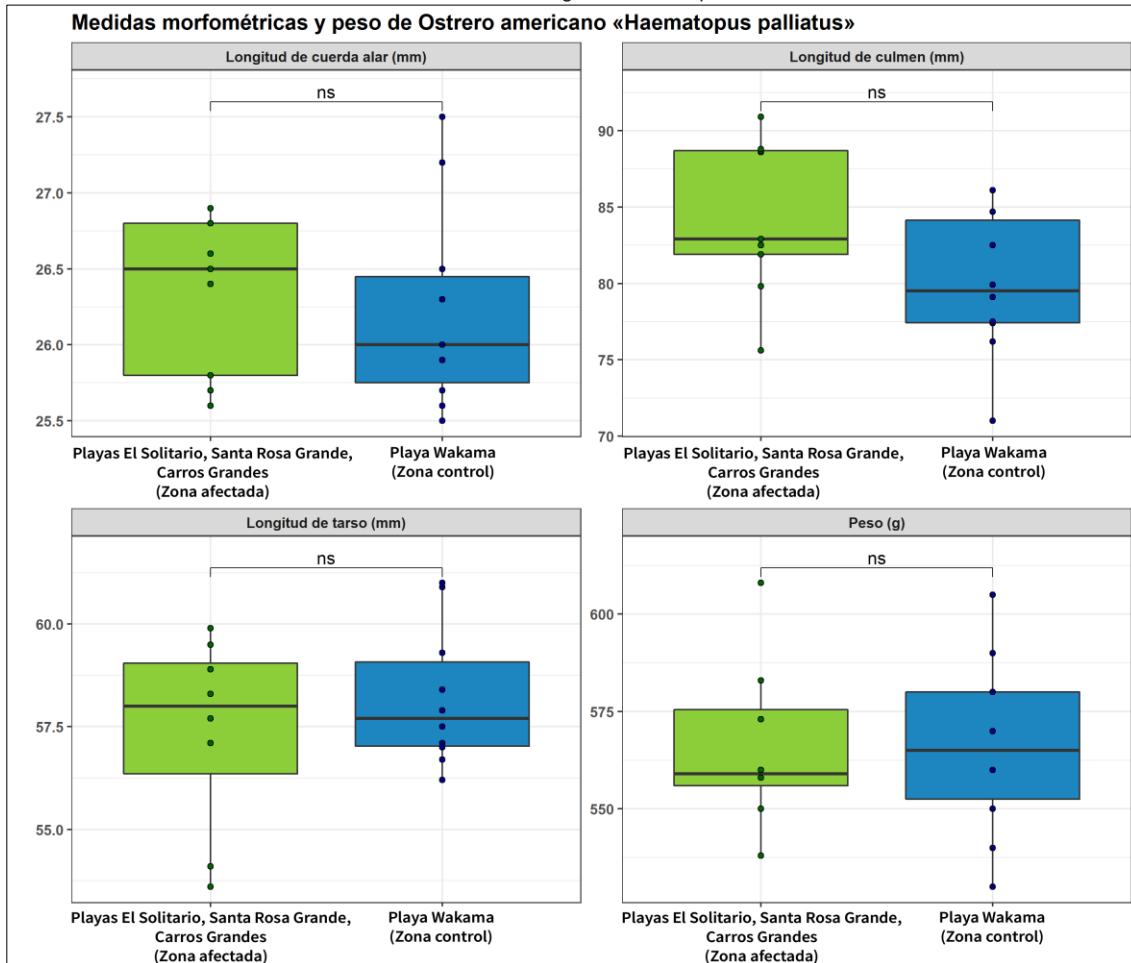 Medidas morfométricas y peso de Ostrero americano «Haematopus palliatus»
Longitud de cuerda alar (mm)
ns
27.5
27.0
26.5
26.0
25.5
Playas El Solitario, Santa Rosa Grande,
Carros Grandes
(Zona afectada)
Playa Wakama
(Zona control)
Longitud de culmen (mm)
ns
90
85
80
75
70
Playas El Solitario, Santa Rosa Grande,
Carros Grandes
(Zona afectada)
Playa Wakama
(Zona control)
Longitud de tarso (mm)
ns
60.0
57.5
55.0
Playas El Solitario, Santa Rosa Grande,
Carros Grandes
(Zona afectada)
Playa Wakama
(Zona control)
Peso (g)
ns
600
575
550
Playas El Solitario, Santa Rosa Grande,
Carros Grandes
(Zona afectada)
Playa Wakama
(Zona control)